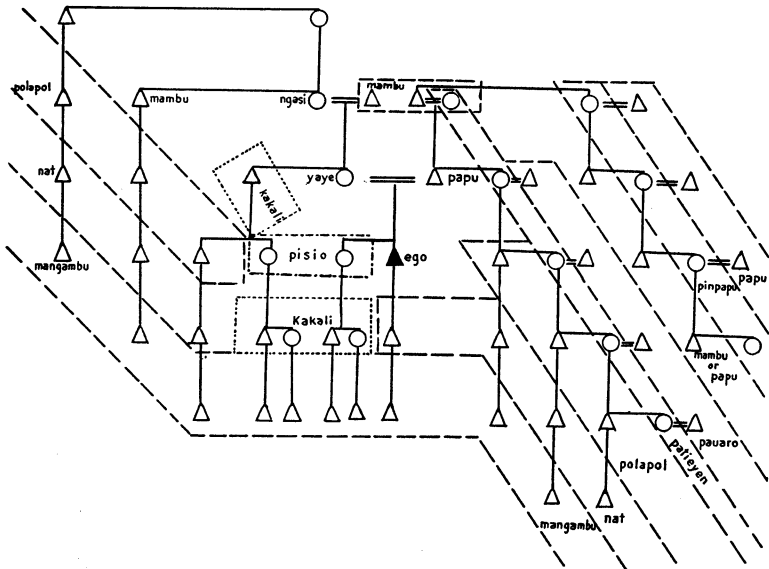 polapol
mambu
ngasi
mambu
nat
kakali
yaye
papu
mangambu
pisio
ego
pinpapu
papu
Kakali
mambu
or
papu
polapol
patieyen
pauaro
mangambu
nat